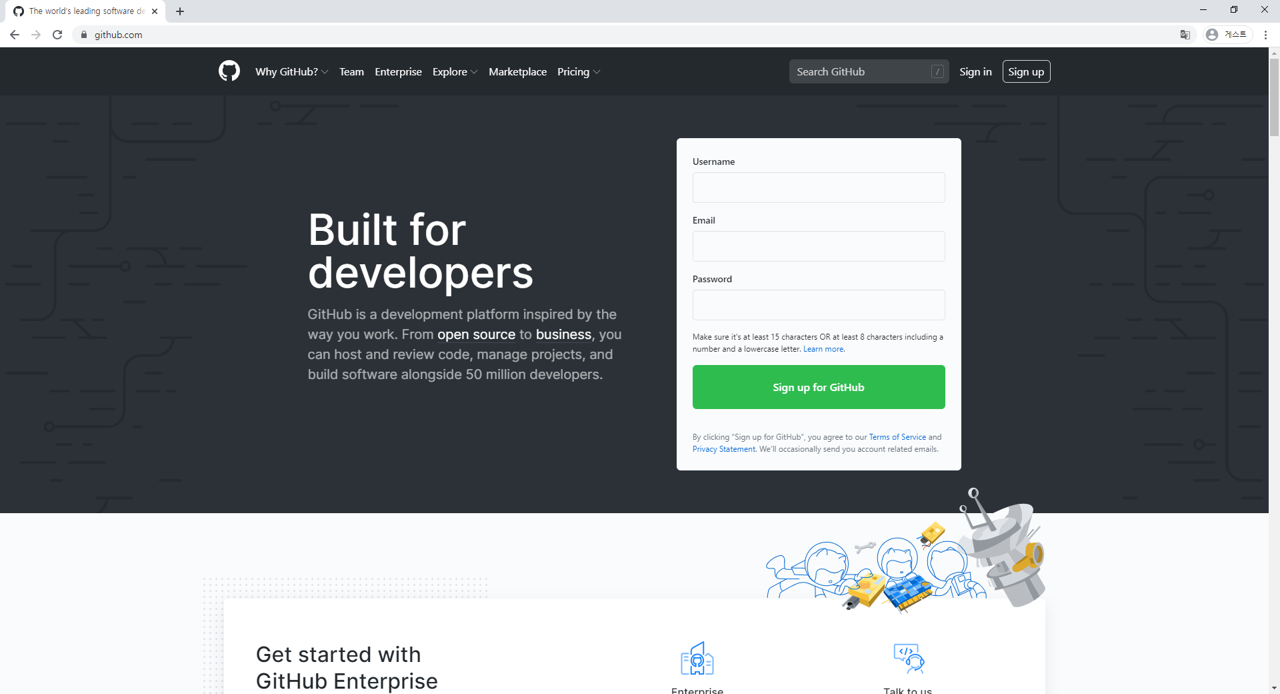 The world's leading software de
github.com
게스트
Why GitHub? Team Enterprise Explore Marketplace Pricing
Search GitHub /
Sign in Sign up
Built for
developers
GitHub is a development platform inspired by the
way you work. From open source to business, you
can host and review code, manage projects, and
build software alongside 50 million developers.
Username
Email
Password
Make sure it's at least 15 characters OR at least 8 characters including a
number and a lowercase letter. Learn more.
Sign up for GitHub
By clicking "Sign up for GitHub", you agree to our Terms of Service and
Privacy Statement. We'll occasionally send you account related emails.
Get started with
GitHub Enterprise
Enterprise
Talk to us